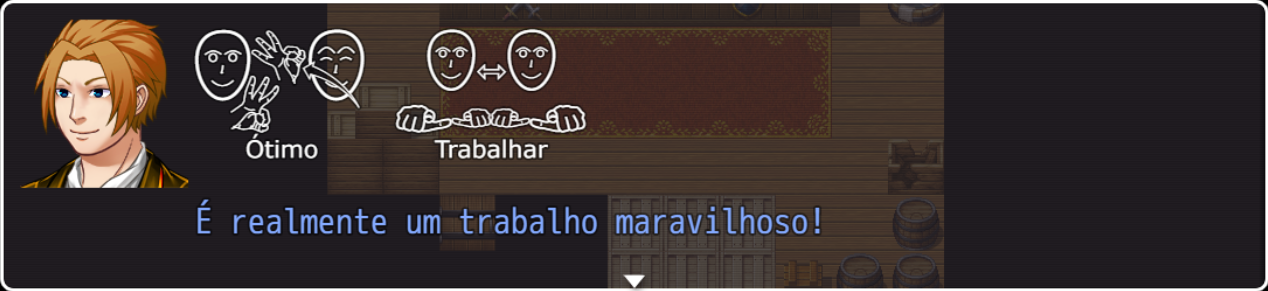 Ótimo Trabalhar
É realmente um trabalho maravilhoso!